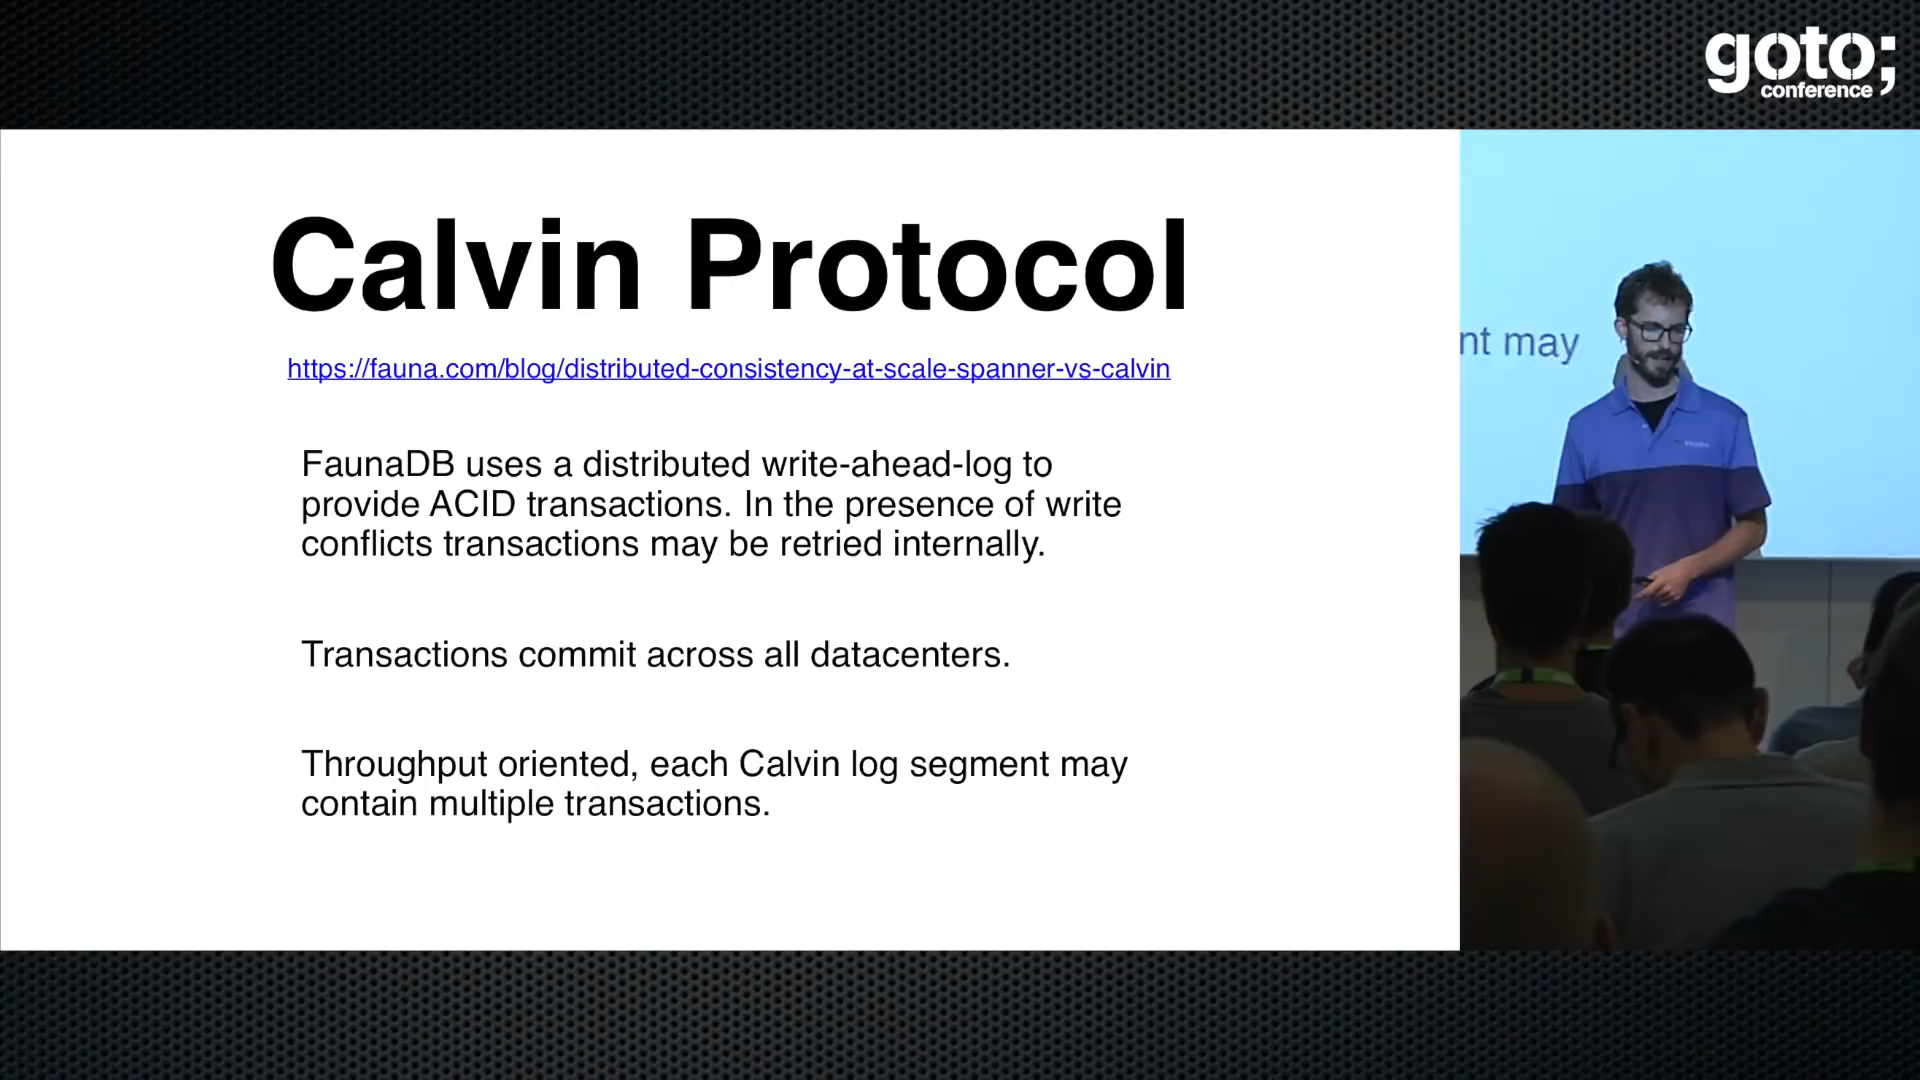 goto;
conference
Calvin Protocol
https://fauna.com/blog/distributed-consistency-at-scale-spanner-vs-calvin
FaunaDB uses a distributed write-ahead-log to
provide ACID transactions. In the presence of write
conflicts transactions may be retried internally.
Transactions commit across all datacenters.
Throughput oriented, each Calvin log segment may
contain multiple transactions.
nt may